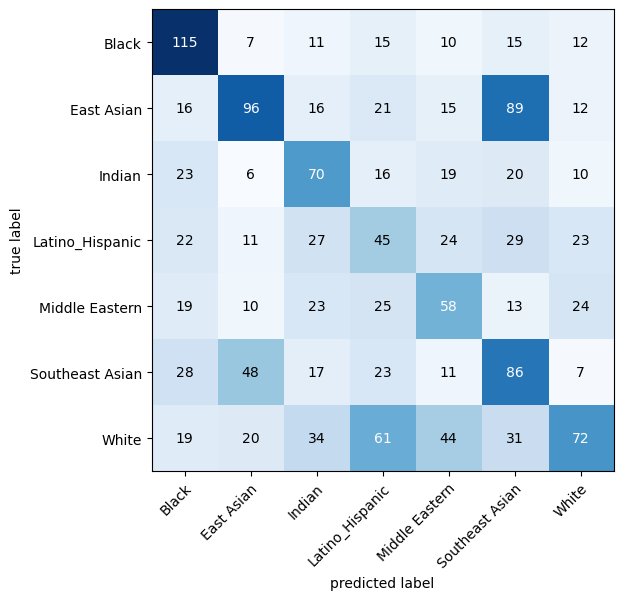 true label
Black 115 7 11 15 10 15 12
East Asian 16 96 16 21 15 89 12
Indian 23 6 70 16 19 20 10
Latino_Hispanic 22 11 27 45 24 29 23
Middle Eastern 19 10 23 25 58 13 24
Southeast Asian 28 48 17 23 11 86 7
White 19 20 34 61 44 31 72
Black East Asian Indian Latino_Hispanic Middle Eastern Southeast Asian White
predicted label